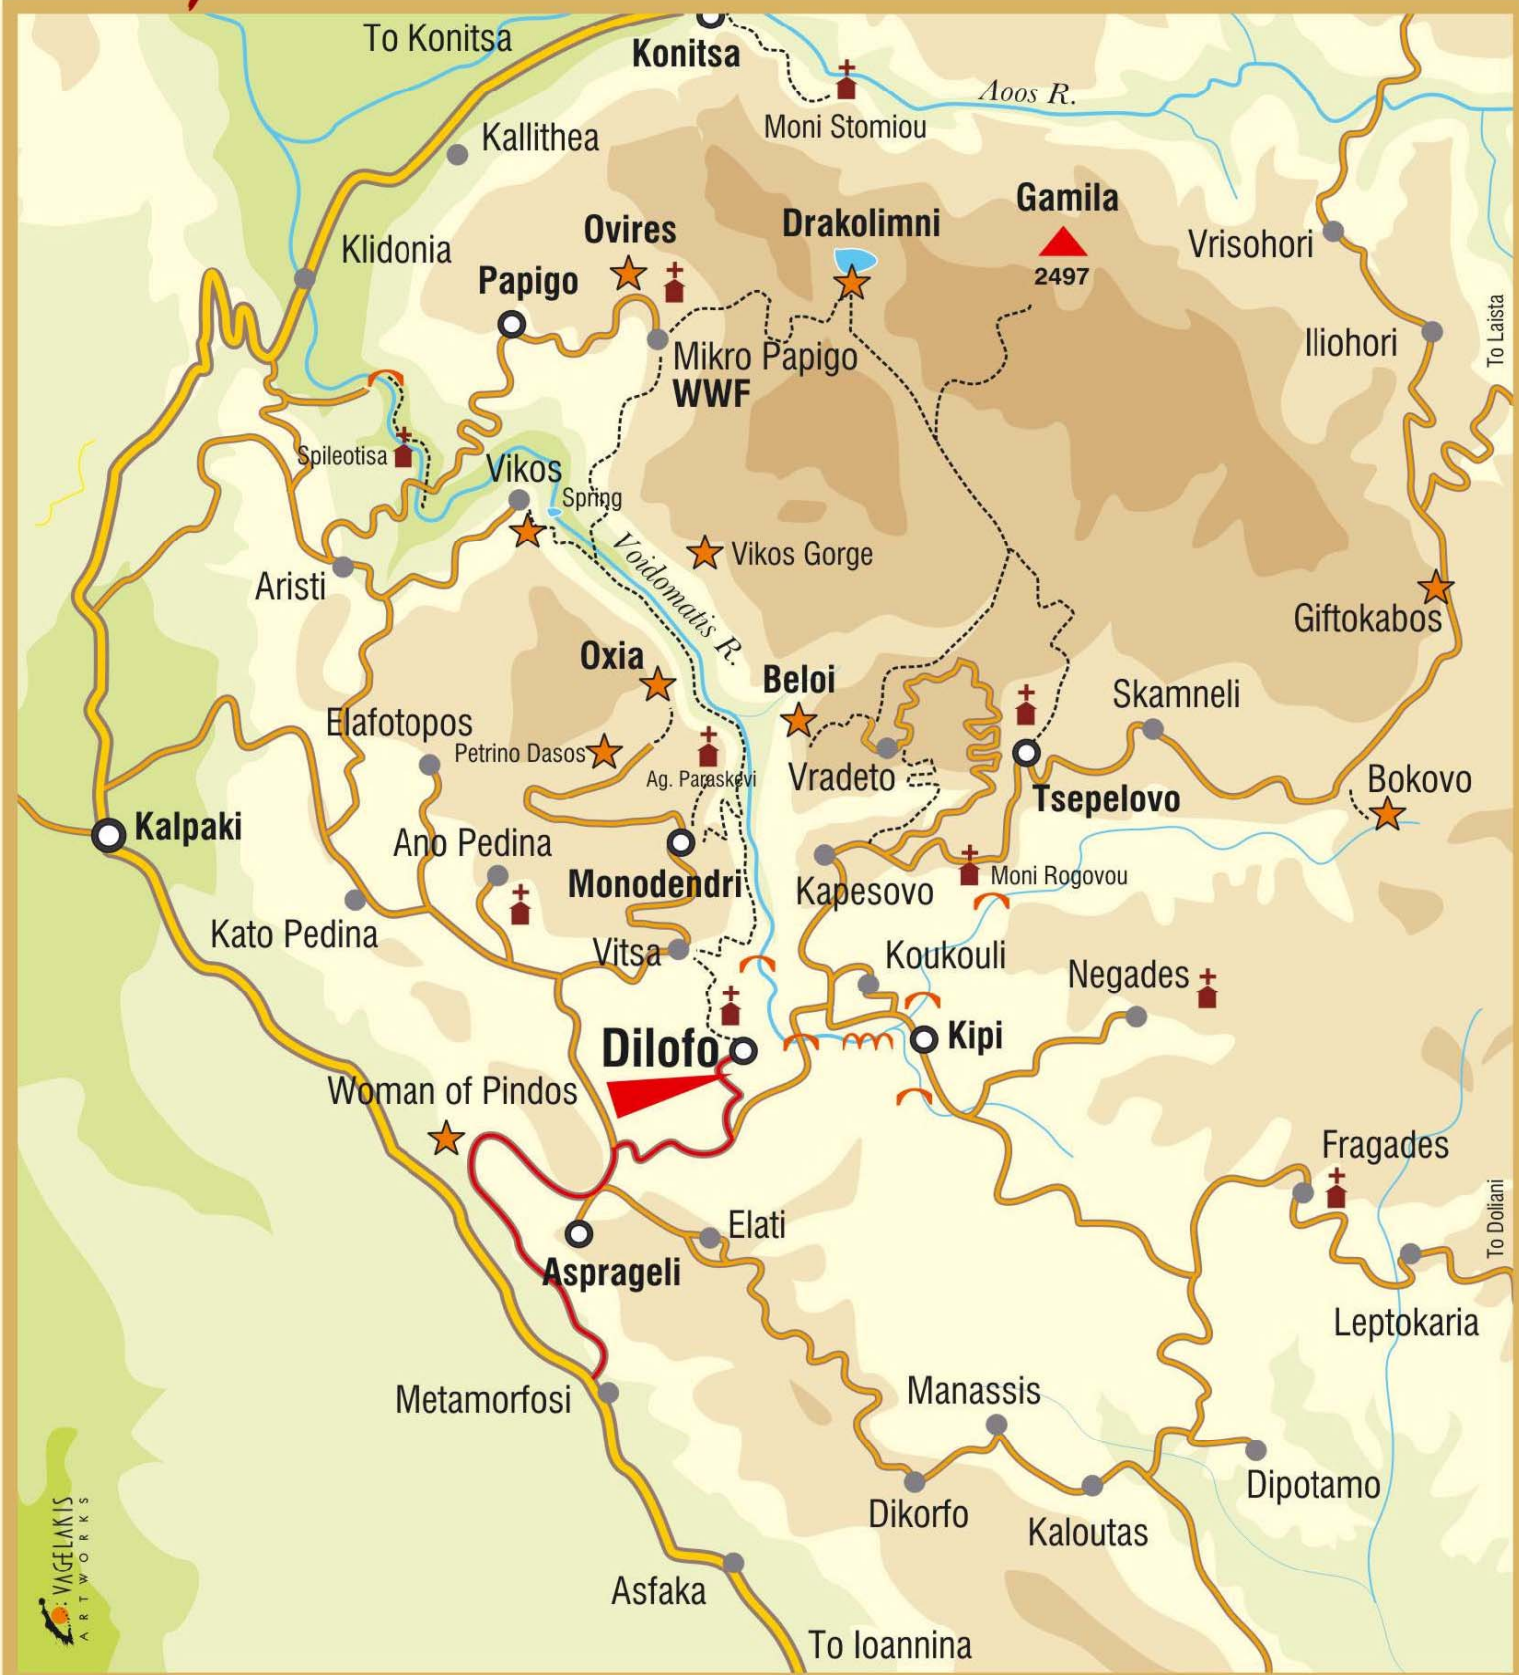 To Konitsa
Konitsa
Λοος R.
Moni Stomiou
Kallithea
Gamila
2497
Drakolimni
Ovires
Vrisohori
Klidonia
Papigo
To Laista
Iliohori
Mikro Papigo
WWF
Spileotisa
Vikos
Spring
Vikos Gorge
Voidomatis R.
Aristi
Giftokabos
Oxia
Beloi
Skamneli
Elafotopos
Petrino Dasos
Ag. Paraskevi
Vradeto
Bokovo
Tsepelovo
Kalpaki
Ano Pedina
Monodendri
Moni Rogovou
Kapesovo
Kato Pedina
Vitsa
Koukouli
Negades
Kipi
Dilofo
Woman of Pindos
Fragades
To Doliani
Elati
Asprageli
Leptokaria
Metamorfosi
Manassis
Dipotamo
Dikorfo
Kaloutas
VAGELAKIS
ARTWORKS
Asfaka
To Ioannina